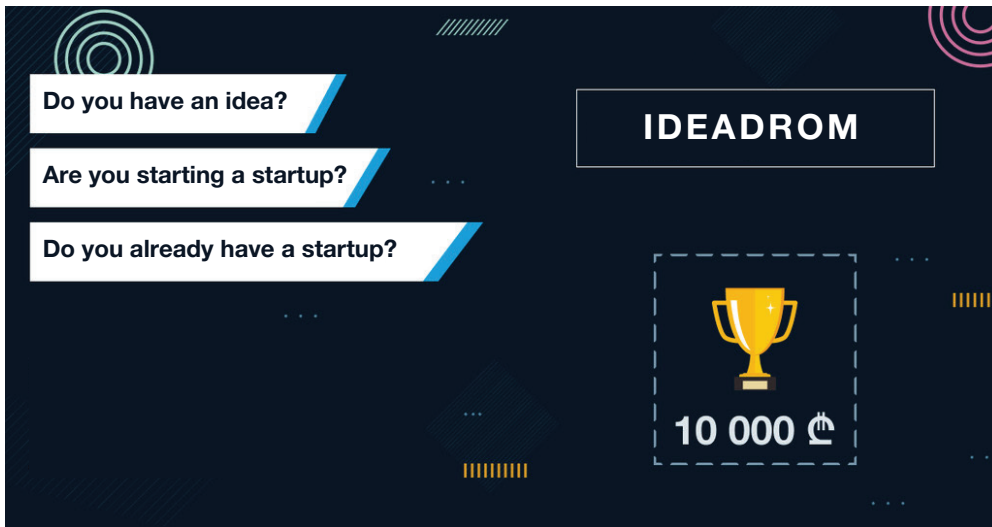 Do you have an idea?
Are you starting a startup?
Do you already have a startup?
IDEADROM
10 000 ₾